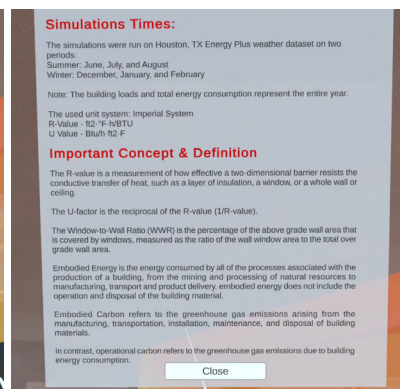 Simulations Times:
The simulations were run on Houston, TX Energy Plus weather dataset on two
periods:
Summer: June, July, and August
Winter: December, January, and February
Note: The building loads and total energy consumption represent the entire year.
The used unit system: Imperial System
R-Value - ft2·°F·h/BTU
U Value - Btu/h·ft2·F
Important Concept & Definition
The R-value is a measurement of how effective a two-dimensional barrier resists the
conductive transfer of heat, such as a layer of insulation, a window, or a whole wall or
ceiling.
The U-factor is the reciprocal of the R-value (1/R-value).
The Window-to-Wall Ratio (WWR) is the percentage of the above grade wall area that
is covered by windows, measured as the ratio of the wall window area to the total over
grade wall area.
Embodied Energy is the energy consumed by all of the processes associated with the
production of a building, from the mining and processing of natural resources to
manufacturing, transport and product delivery. embodied energy does not include the
operation and disposal of the building material.
Embodied Carbon refers to the greenhouse gas emissions arising from the
manufacturing, transportation, installation, maintenance, and disposal of building
materials.
In contrast, operational carbon refers to the greenhouse gas emissions due to building
energy consumption.
Close